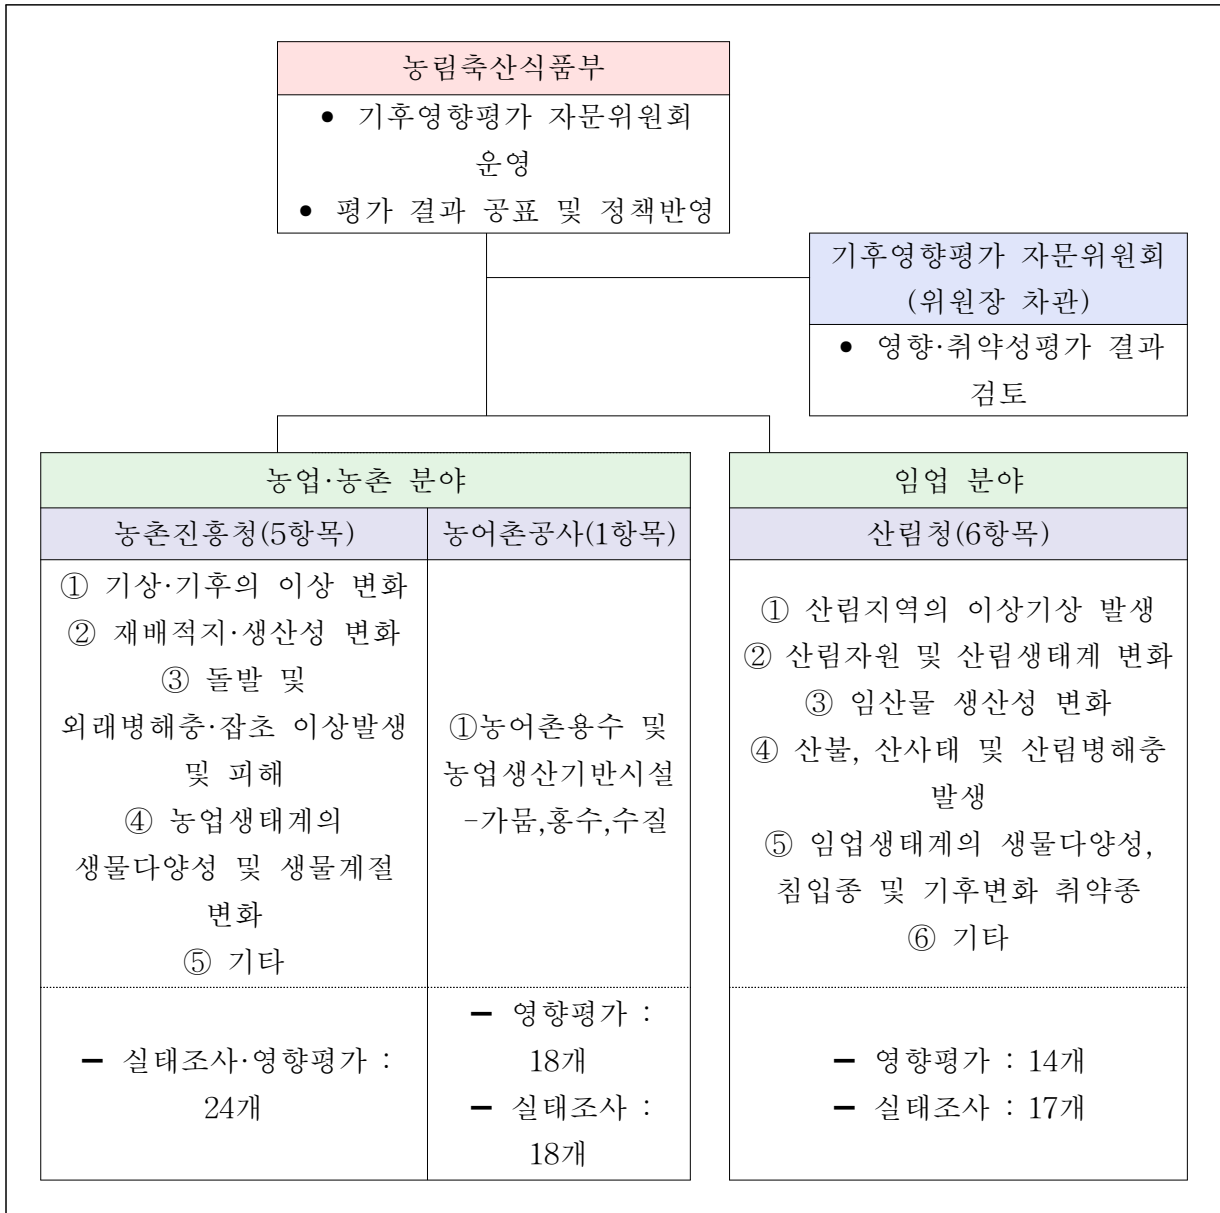 농림축산식품부
• 기후영향평가 자문위원회
운영
• 평가 결과 공표 및 정책반영
기후영향평가 자문위원회
(위원장 차관)
• 영향·취약성평가 결과
검토
농업·농촌 분야
농촌진흥청(5항목)
① 기상·기후의 이상 변화
② 재배적지·생산성 변화
③ 돌발 및
외래병해충·잡초 이상발생
및 피해
④ 농업생태계의
생물다양성 및 생물계절
변화
⑤ 기타
━ 실태조사·영향평가 :
24개
농어촌공사(1항목)
①농어촌용수 및
농업생산기반시설
-가뭄,홍수,수질
━ 영향평가 :
18개
━ 실태조사 :
18개
임업 분야
산림청(6항목)
① 산림지역의 이상기상 발생
② 산림자원 및 산림생태계 변화
③ 임산물 생산성 변화
④ 산불, 산사태 및 산림병해충
발생
⑤ 임업생태계의 생물다양성,
침입종 및 기후변화 취약종
⑥ 기타
━ 영향평가 : 14개
━ 실태조사 : 17개